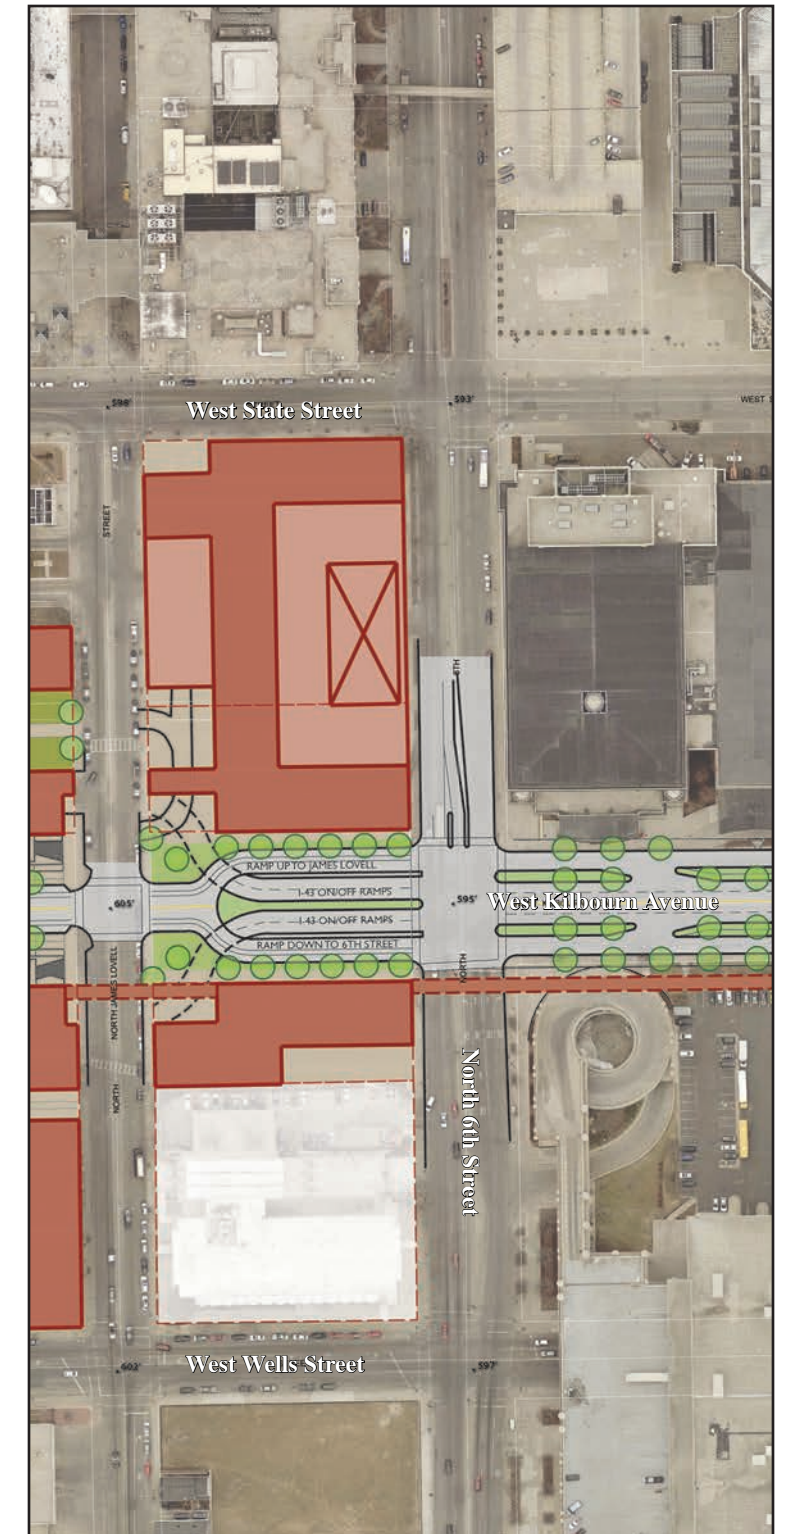 598'
593'
WEST
West State Street
STREET
6TH
RAMP UP TO JAMES LOVELL
I-43 ON/OFF RAMPS
West Kilbourn Avenue
605'
595'
I-43 ON/OFF RAMPS
RAMP DOWN TO 6TH STREET
NORTH JAMES LOVELL
NORTH
North 6th Street
NORTH
West Wells Street
602'
597'